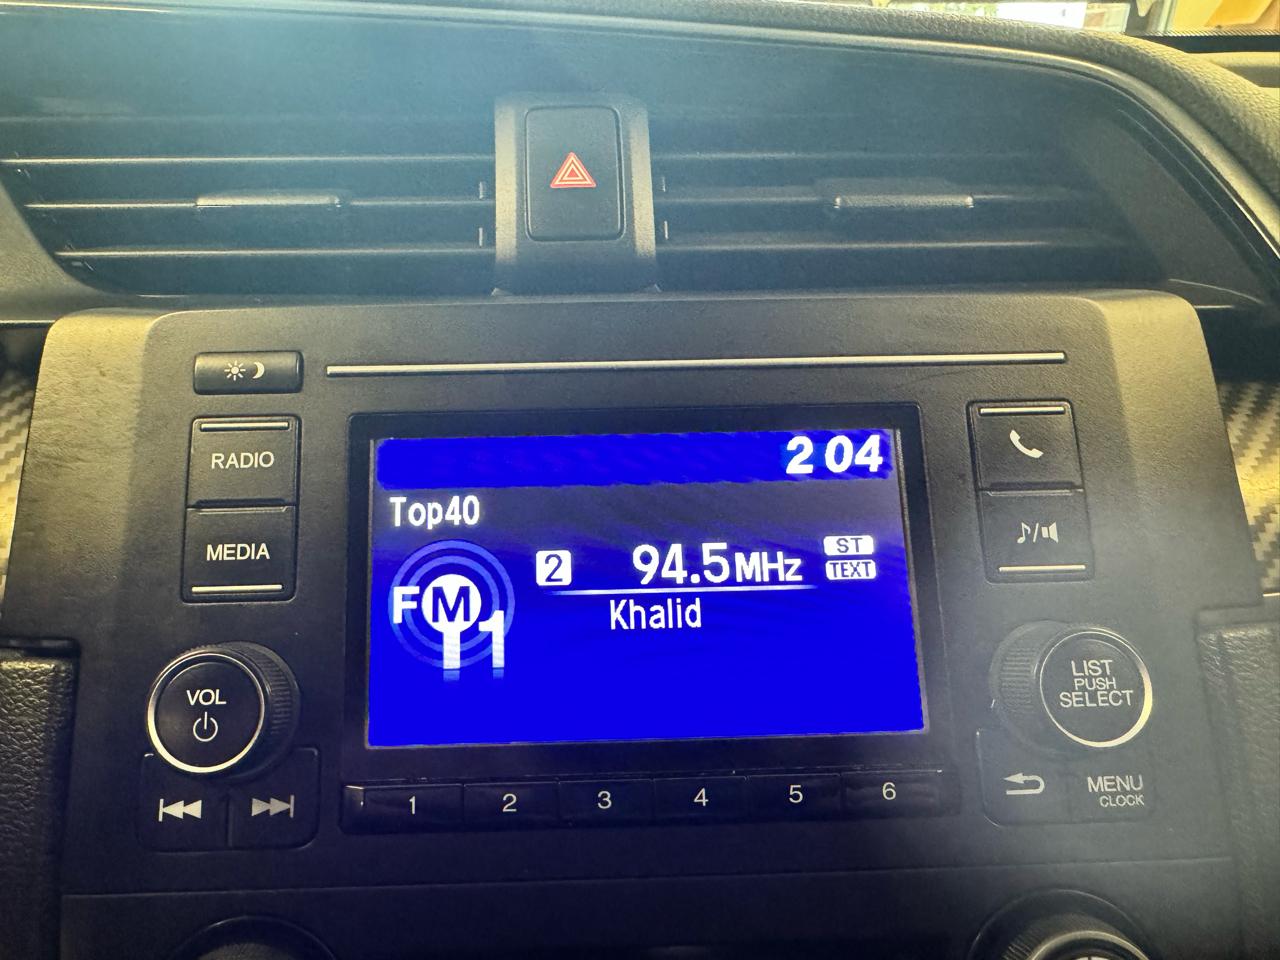 2 04
Top40
2 94.5MHz ST
TEXT
FM1
Khalid
RADIO
MEDIA
VOL
LIST
PUSH
SELECT
1 2 3 4 5 6
MENU
CLOCK